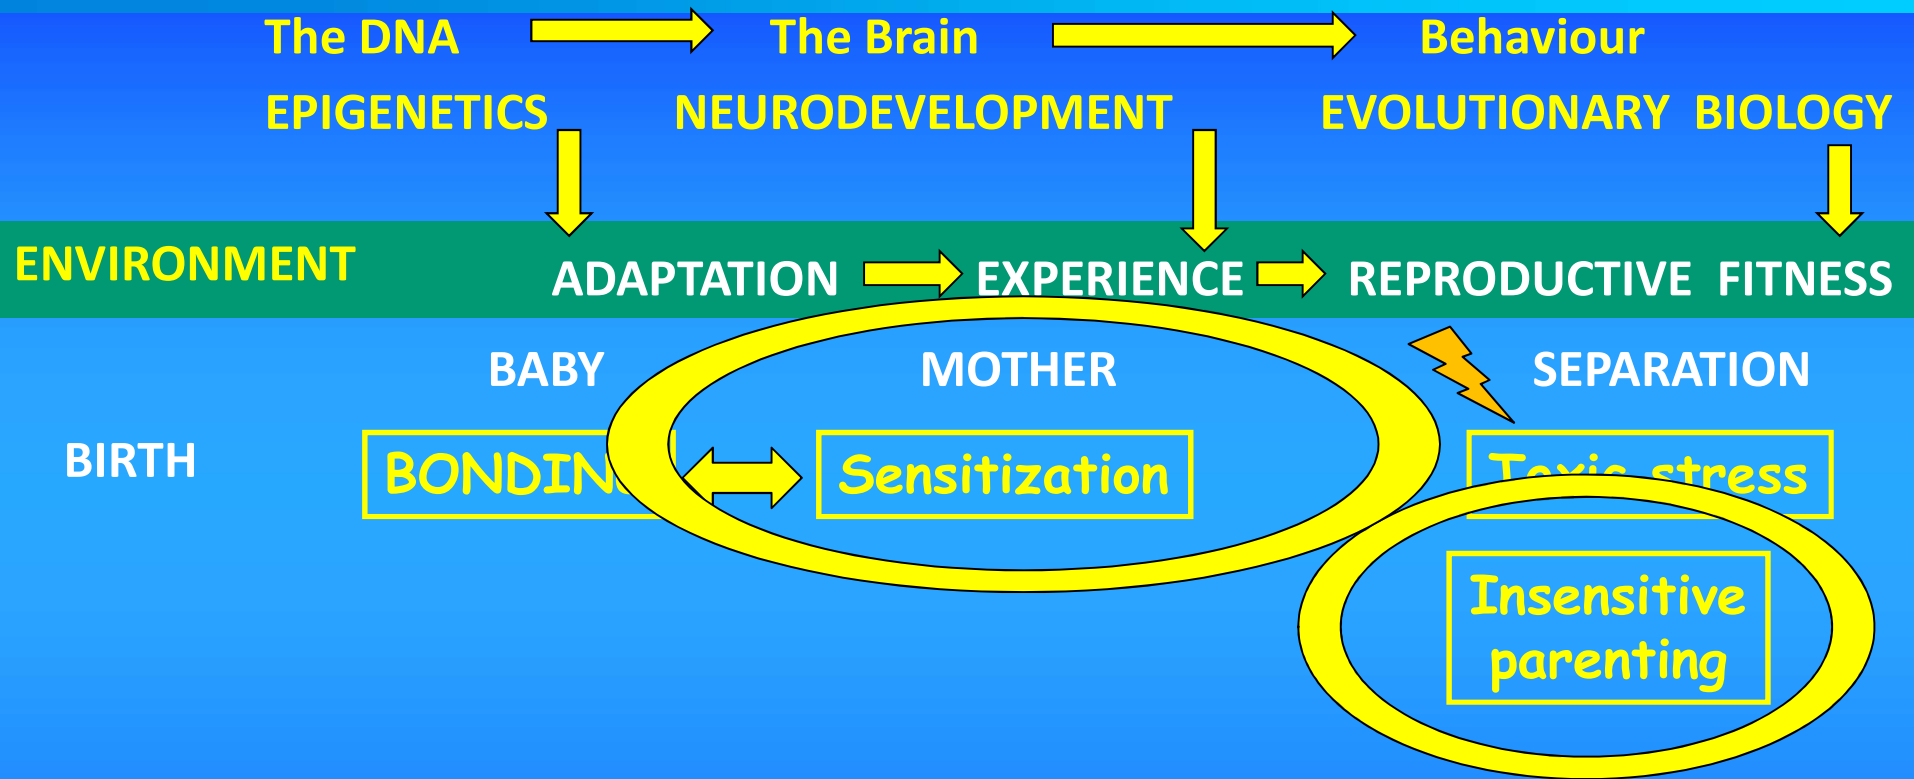 The DNA The Brain Behaviour
EPIGENETICS NEURODEVELOPMENT EVOLUTIONARY BIOLOGY
ENVIRONMENT ADAPTATION EXPERIENCE REPRODUCTIVE FITNESS
BABY MOTHER SEPARATION
BIRTH BONDING Sensitization Toxic stress
Insensitive
parenting